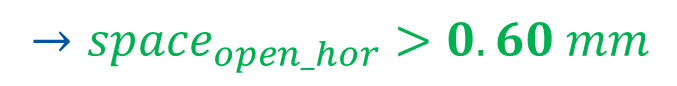 → space_open_hor > 0.60 mm